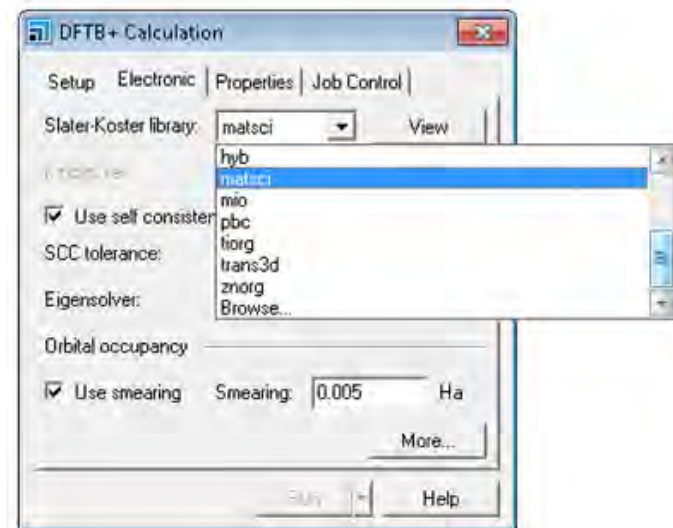 DFTB+ Calculation
Setup Electronic Properties Job Control
Slater-Koster library: matsci View
hyb
matsci
mio
Use self consisten
pbc
tiorg
SCC tolerance:
trans3d
znorg
Eigensolver:
Browse...
Orbital occupancy
Use smearing Smearing: 0.005 Ha
More...
Run Help